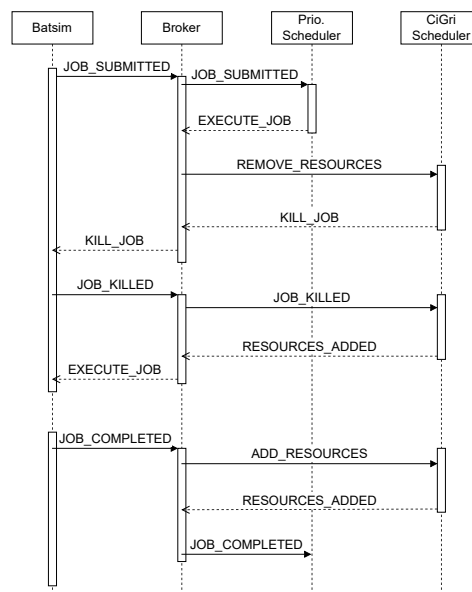 Batsim
Broker
Prio.
Scheduler
CiGri
Scheduler
JOB_SUBMITTED
JOB_SUBMITTED
EXECUTE_JOB
REMOVE_RESOURCES
KILL_JOB
KILL_JOB
JOB_KILLED
JOB_KILLED
RESOURCES_ADDED
EXECUTE_JOB
JOB_COMPLETED
ADD_RESOURCES
RESOURCES_ADDED
JOB_COMPLETED